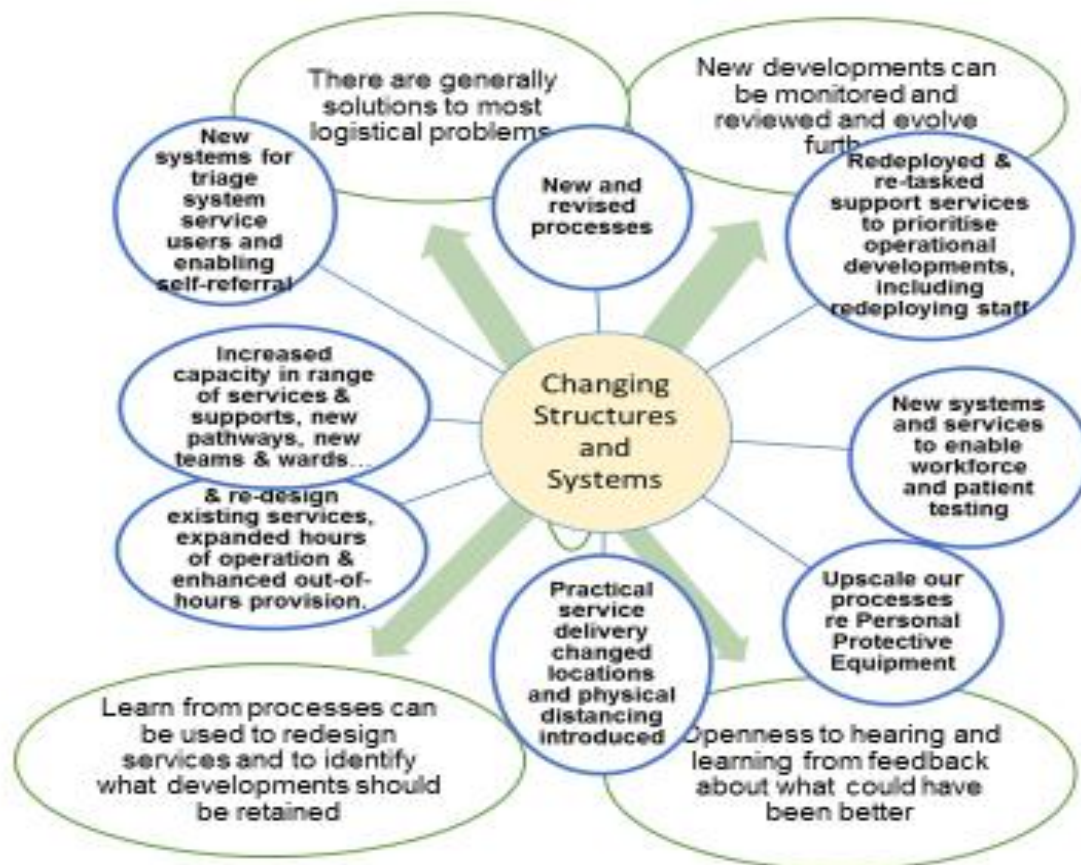 There are generally
solutions to most
logistical problems
New developments can
be monitored and
reviewed and evolve
New
systems for
triage
system service
users and
enabling
self-referral
New and
revised
processes
Redeployed &
re-tasked
support services
to prioritise
operational
developments,
including
redeploying staff
Increased
capacity in range
of services &
supports, new
pathways, new
teams & wards...
Changing
Structures
and
Systems
New systems
and services
to enable
workforce
and patient
testing
& re-design
existing services,
expanded hours
of operation &
enhanced out-of-
hours provision.
Practical
service
delivery
changed
locations
and physical
distancing
introduced
Upscale our
processes
re Personal
Protective
Equipment
Learn from processes can
be used to redesign
services and to identify
what developments should
be retained
Openness to hearing and
learning from feedback
about what could have
been better